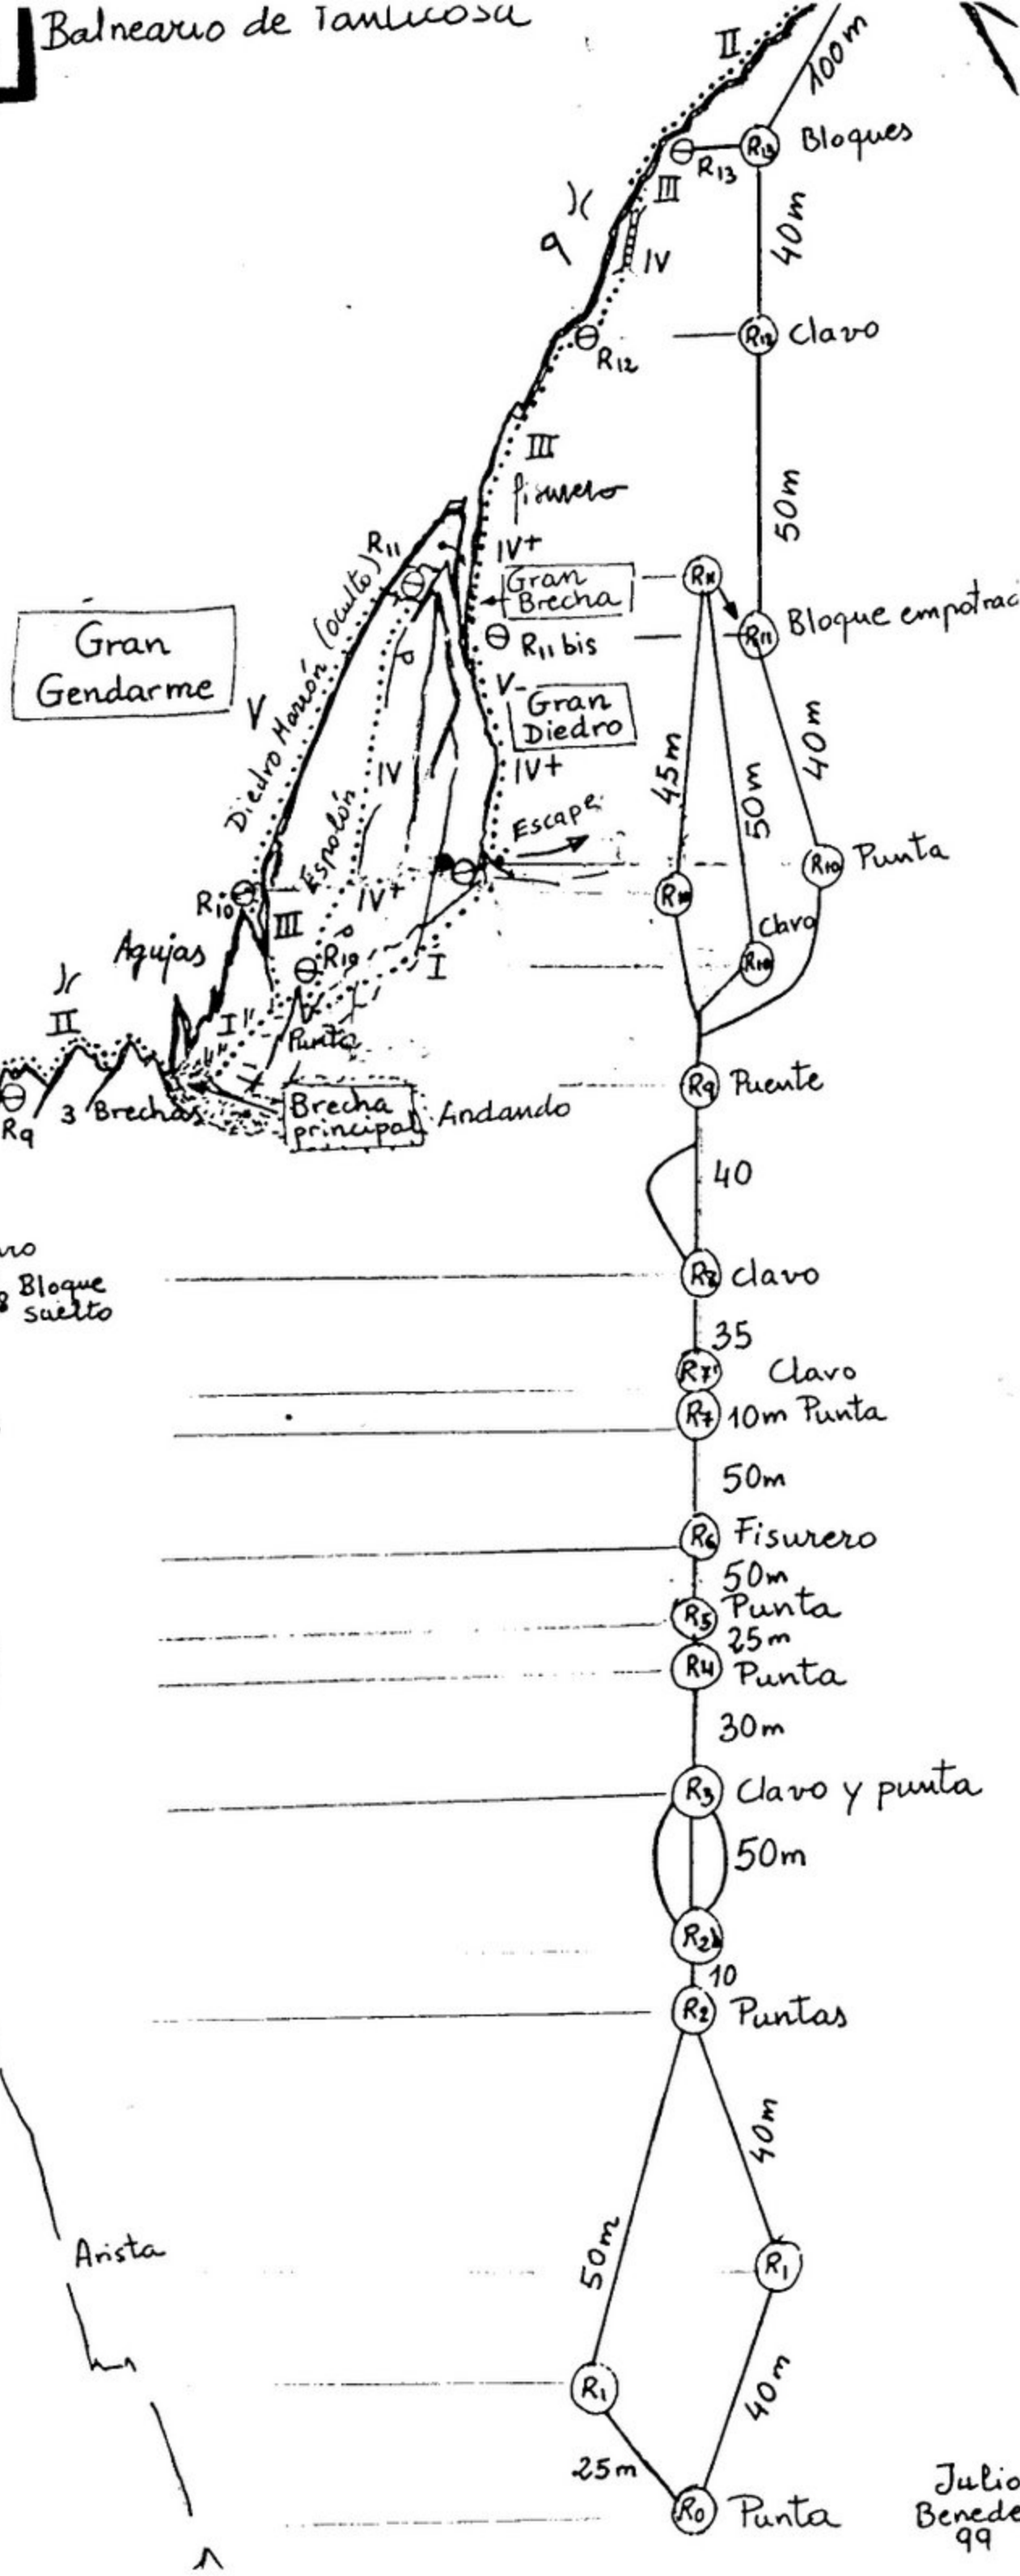 Balneario de Panticosa
II
100m
R13
R13
Bloques
III
40m
IV
R12
R12
Clavo
III
fisurero
50m
R11
IV+
Gran
Brecha
R11
R11 bis
R11
Bloque empotrad
Gran
Gendarme
Diedro Marión (oculto)
V
V-
Gran
Diedro
IV
IV+
45m
50m
40m
Espolón
Escape
R10
Punta
R10
III
IV+
R10
Clavo
Agujas
R10
R10
I
II
I
Punta
R9
3 Brechas
Brecha
principal
Andando
R9
Puente
40
Bloque
suelto
R8
Clavo
35
R7'
Clavo
R7
10m Punta
50m
R6
Fisurero
50m
R5
Punta
25m
R4
Punta
30m
R3
Clavo y punta
50m
R2
10
R2
Puntas
40m
50m
Arista
R1
R1
40m
25m
R0
Punta
Julio
Benede
99